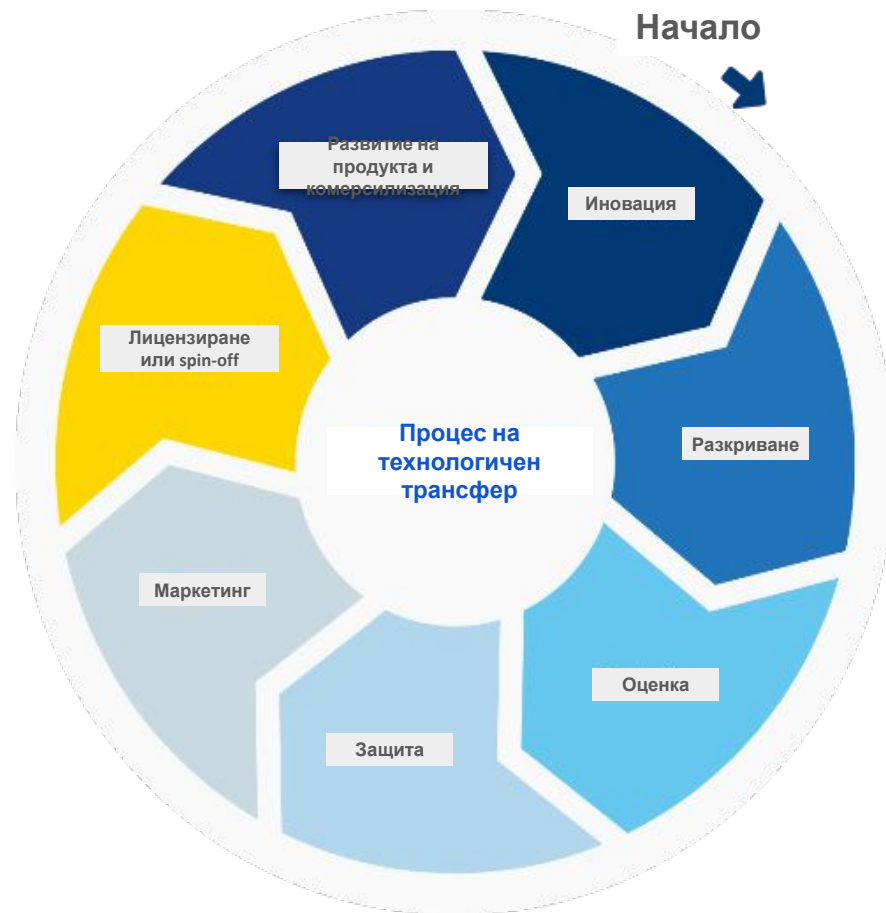 Начало
Развитие на
продукта и
комерсилизация
Иновация
Лицензиране
или spin-off
Процес на
технологичен
трансфер
Разкриване
Маркетинг
Оценка
Защита